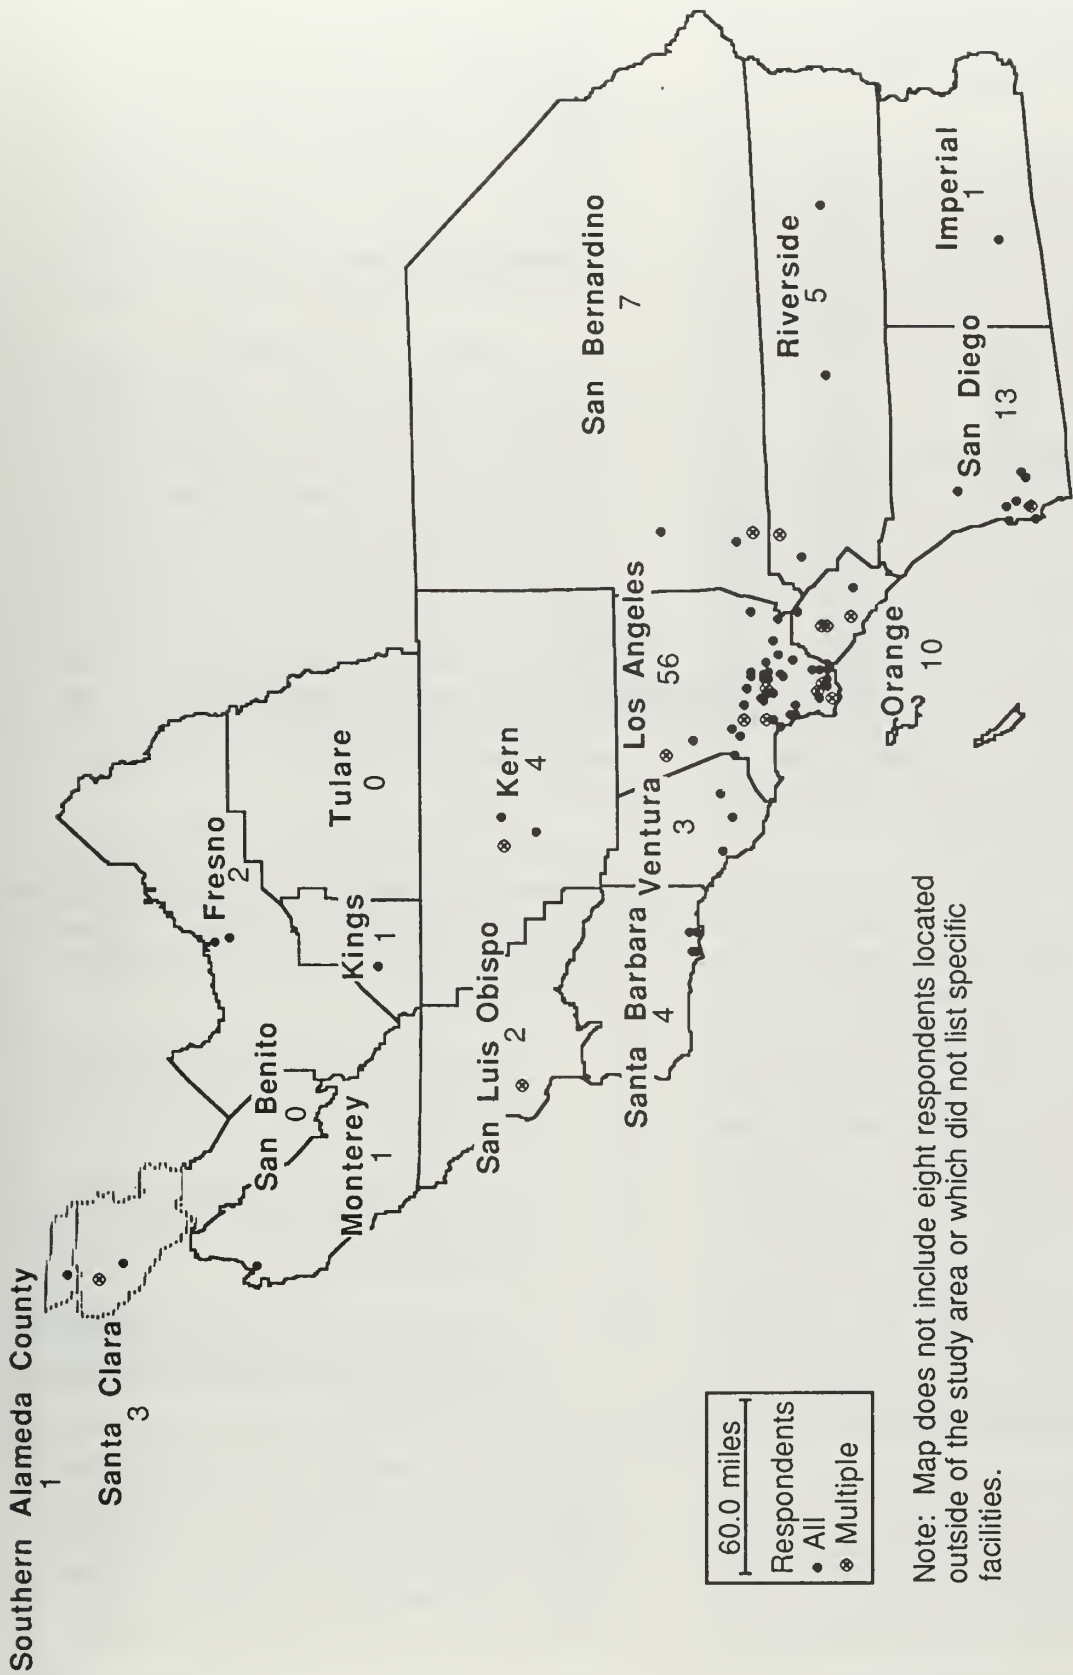 Southern Alameda County
1
Santa Clara
3
San Benito
0
Monterey
1
Fresno
2
Kings
1
Tulare
0
San Luis Obispo
2
Kern
4
Santa Barbara
4
Ventura
3
Los Angeles
56
San Bernardino
7
Orange
10
Riverside
5
San Diego
13
Imperial
1
60.0 miles
Respondents
All
Multiple
Note: Map does not include eight respondents located
outside of the study area or which did not list specific
facilities.